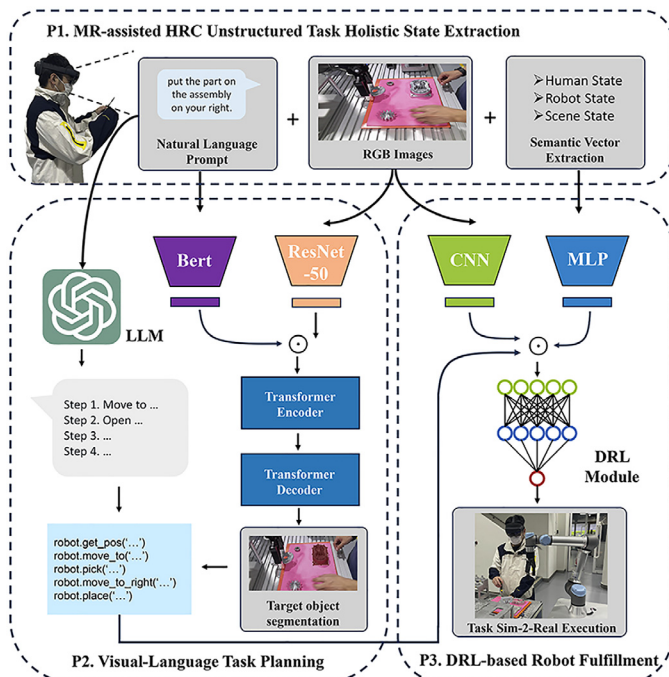 P1. MR-assisted HRC Unstructured Task Holistic State Extraction
put the part on
the assembly
on your right.
Natural Language
Prompt
+
RGB Images
+
➢Human State
➢Robot State
➢Scene State
Semantic Vector
Extraction
Bert
ResNet
-50
CNN
MLP
LLM
Step 1. Move to ...
Step 2. Open ...
Step 3. ...
Step 4. ...
Transformer
Encoder
Transformer
Decoder
DRL
Module
robot.get_pos('...')
robot.move_to('...')
robot.pick('...')
robot.move_to_right('...')
robot.place('...')
Target object
segmentation
Task Sim-2-Real Execution
P2. Visual-Language Task Planning
P3. DRL-based Robot Fulfillment